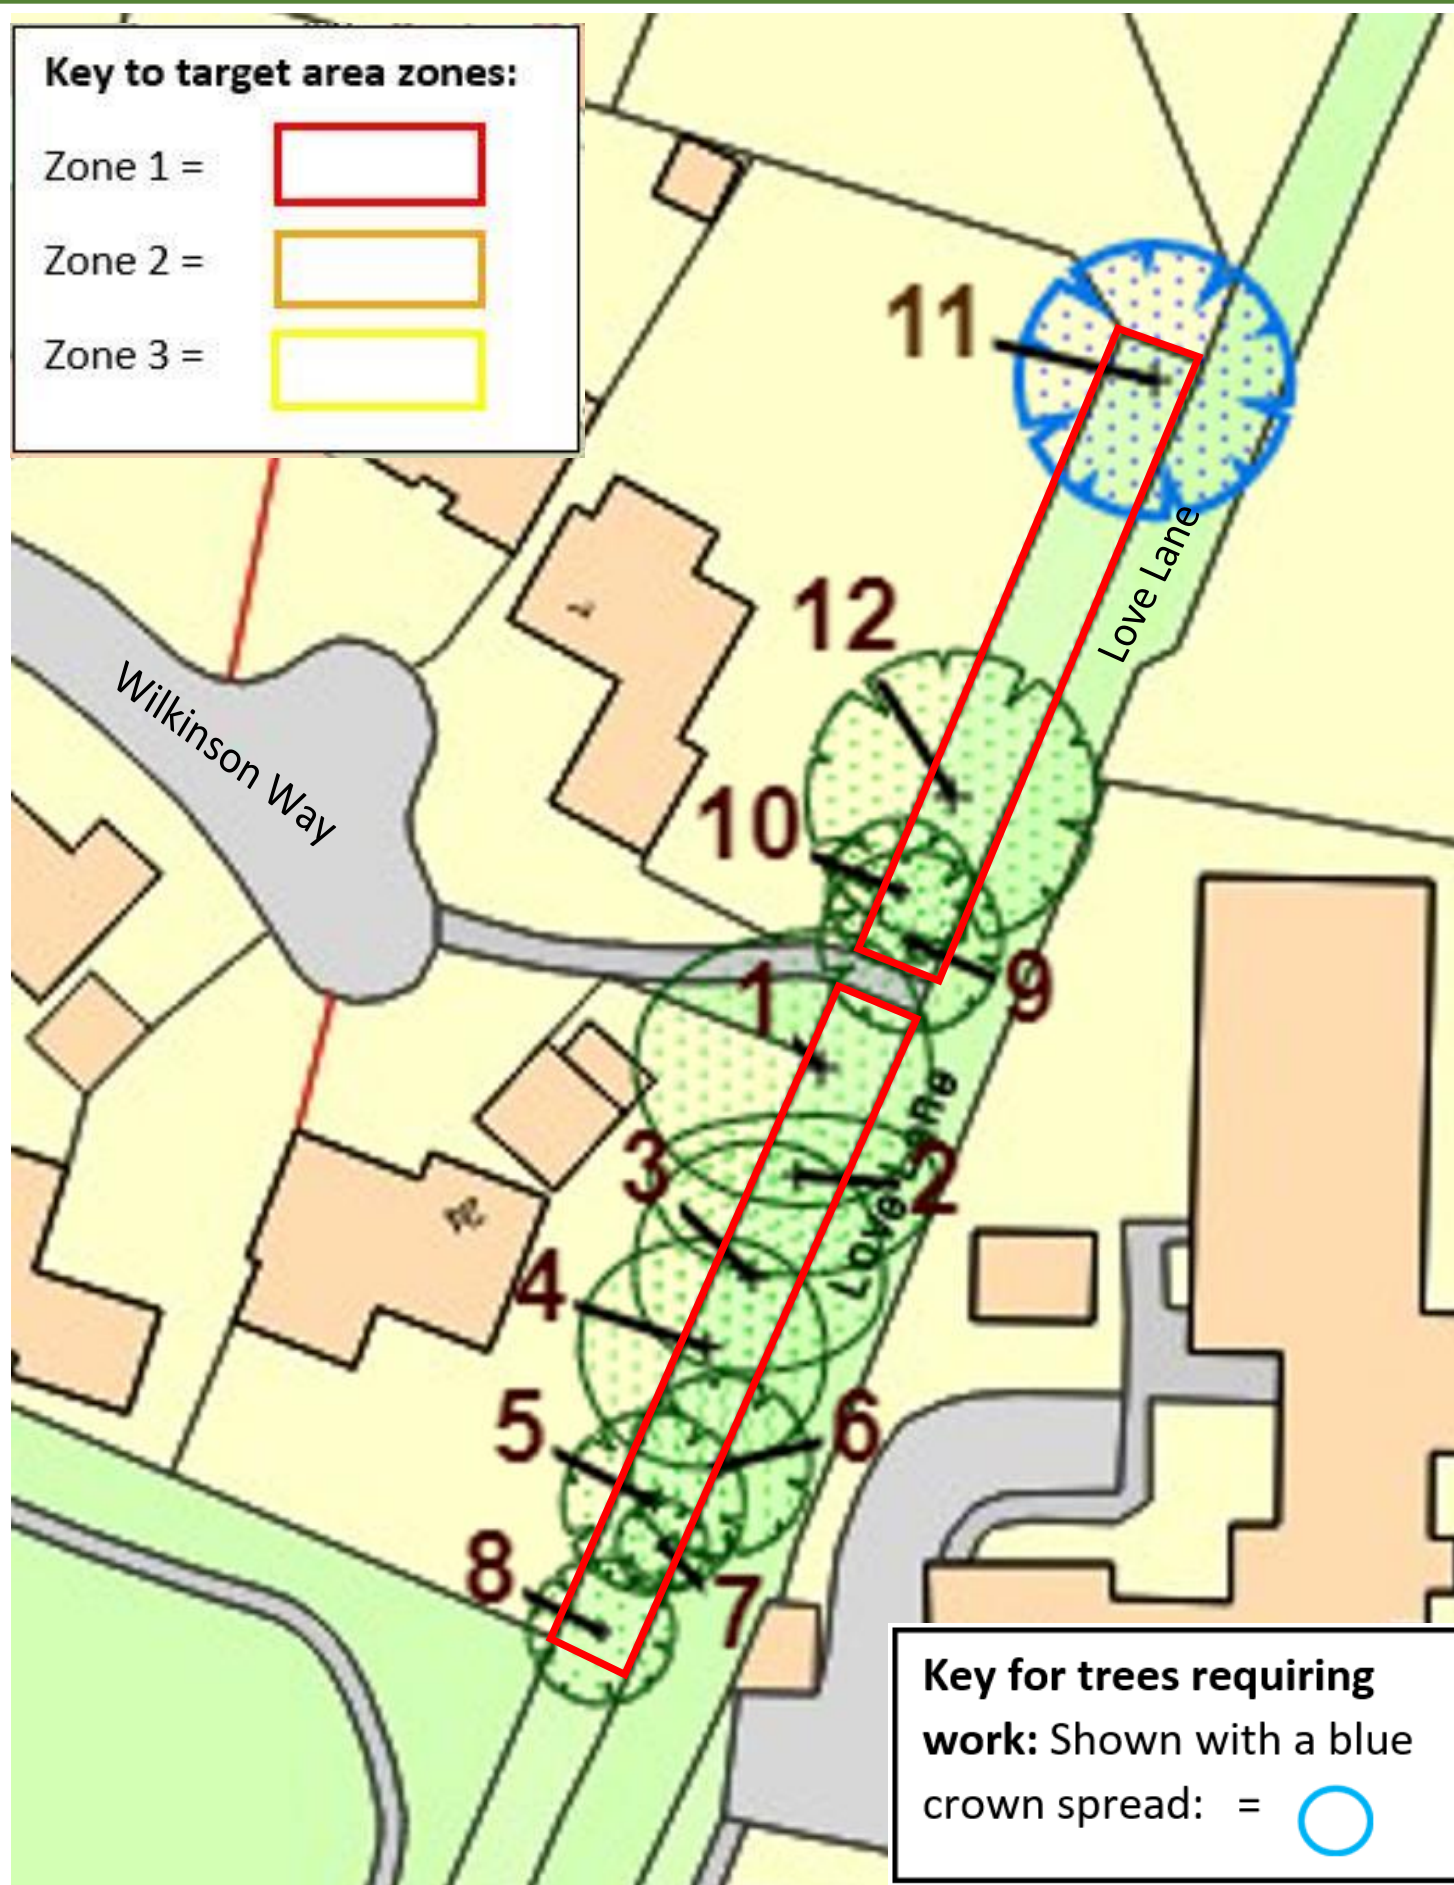 Key to target area zones:
Zone 1 =
Zone 2 =
Zone 3 =
11
12
Love Lane
Wilkinson Way
10
1
9
3
2
Love Lane
4
5
6
8
7
Key for trees requiring
work: Shown with a blue
crown spread: =